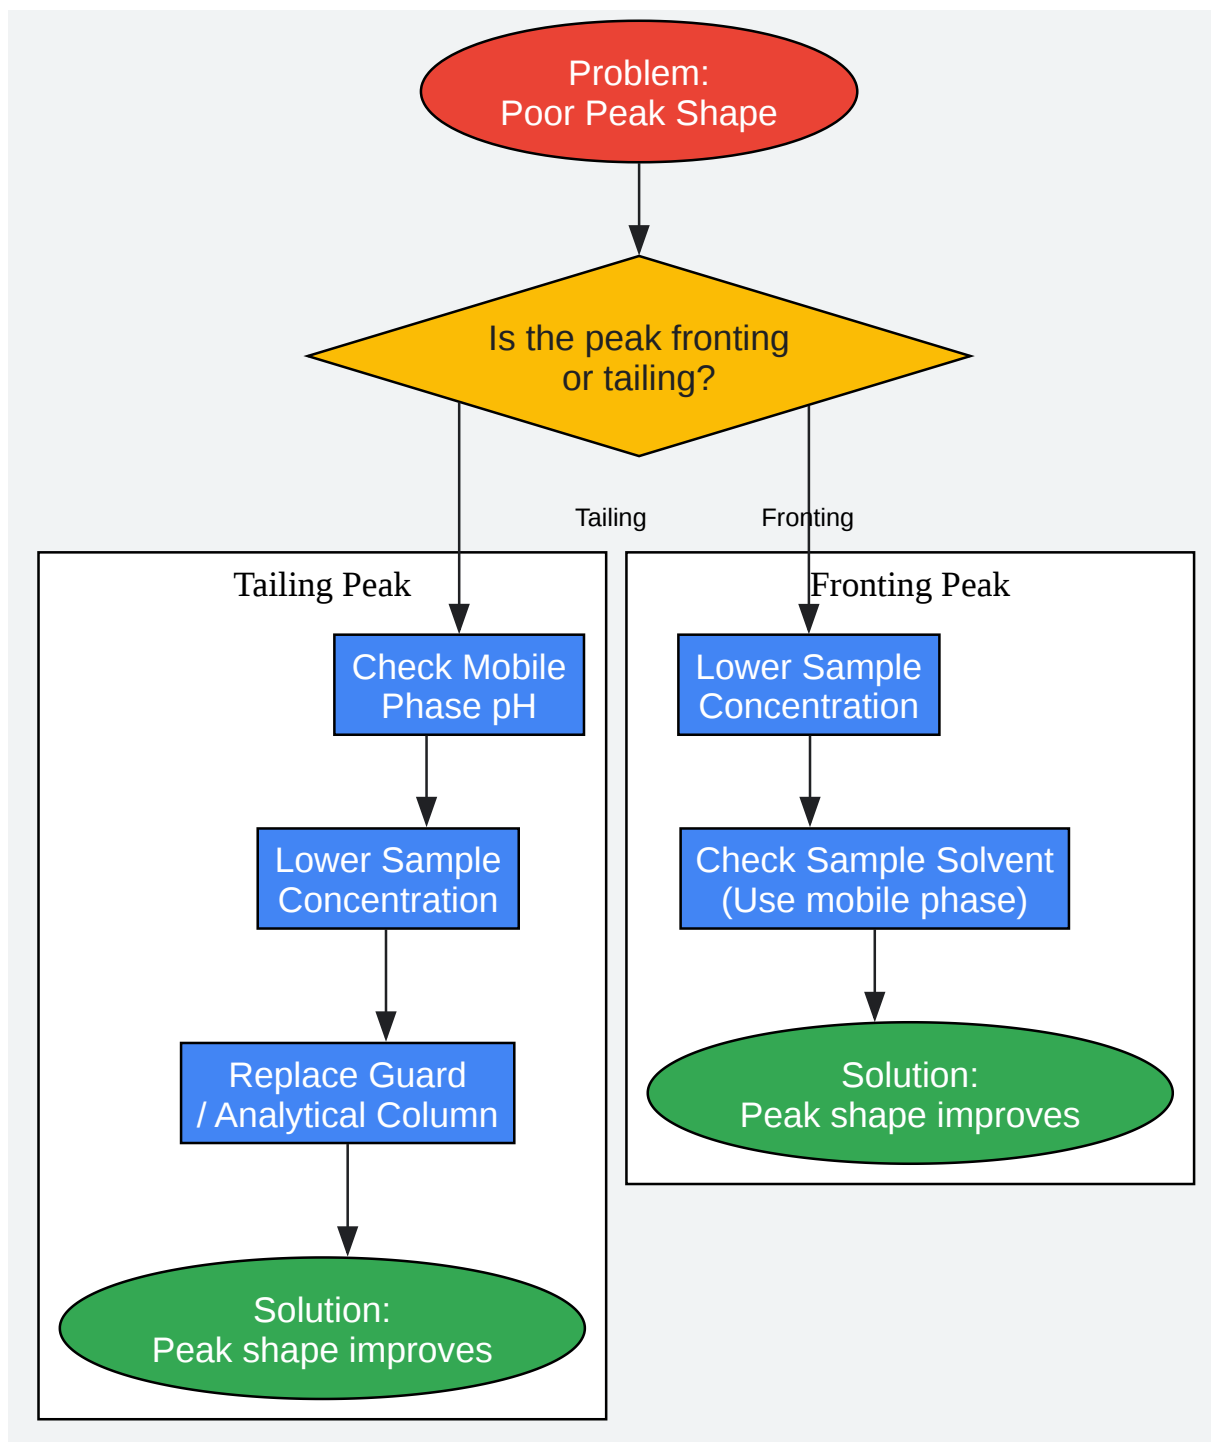 Problem:
Poor Peak Shape
Is the peak fronting
or tailing?
Tailing
Fronting
Tailing Peak
Check Mobile
Phase pH
Lower Sample
Concentration
Replace Guard
/ Analytical Column
Solution:
Peak shape improves
Fronting Peak
Lower Sample
Concentration
Check Sample Solvent
(Use mobile phase)
Solution:
Peak shape improves